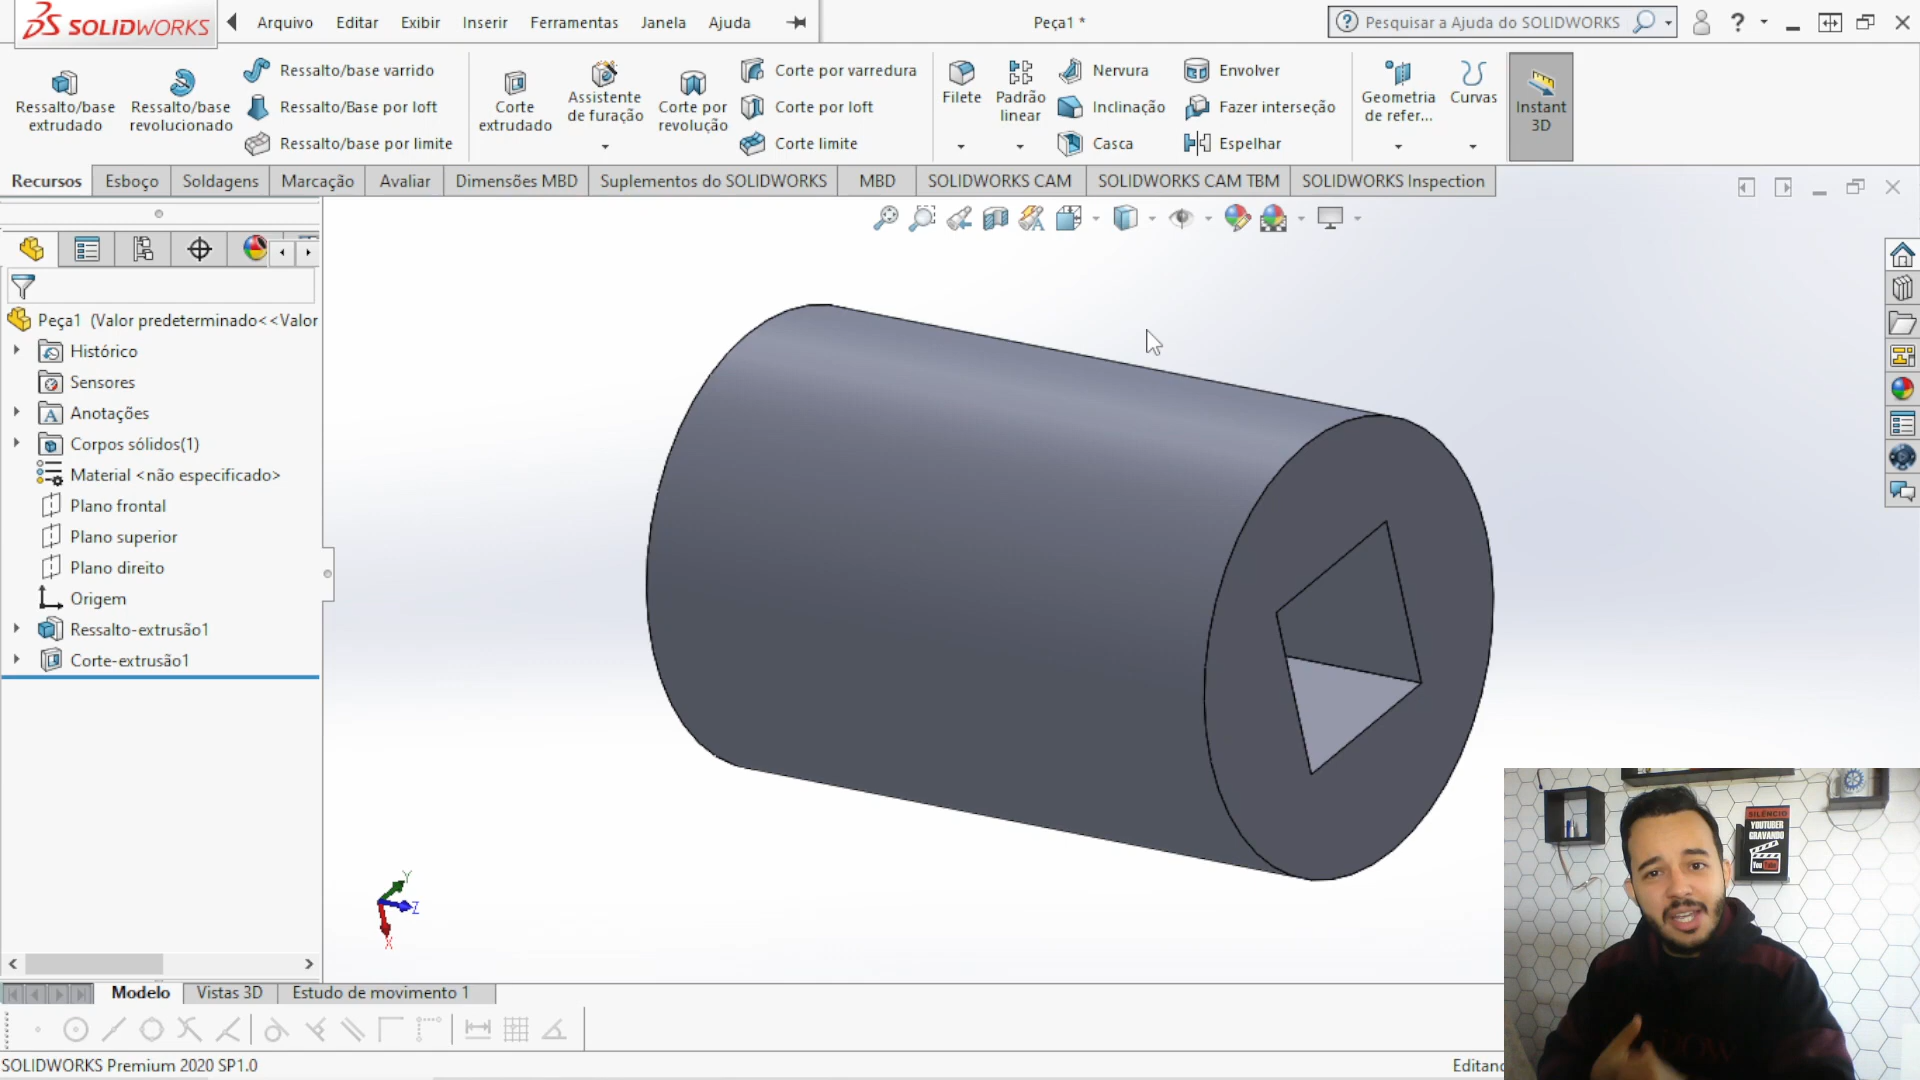 SOLIDWORKS
Arquivo Editar Exibir Inserir Ferramentas Janela Ajuda
Peça1 *
Pesquisar a Ajuda do SOLIDWORKS
?
Ressalto/base extrudado
Ressalto/base revolucionado
Ressalto/base varrido
Ressalto/Base por loft
Ressalto/base por limite
Corte extrudado
Assistente de furação
Corte por revolução
Corte por varredura
Corte por loft
Corte limite
Filete
Padrão linear
Nervura
Inclinação
Casca
Envolver
Fazer interseção
Espelhar
Geometria de refer...
Curvas
Instant 3D
Recursos Esboço Soldagens Marcação Avaliar Dimensões MBD Suplementos do SOLIDWORKS MBD SOLIDWORKS CAM SOLIDWORKS CAM TBM SOLIDWORKS Inspection
Peça1 (Valor predeterminado<<Valor
Histórico
Sensores
Anotações
Corpos sólidos(1)
Material <não especificado>
Plano frontal
Plano superior
Plano direito
Origem
Ressalto-extrusão1
Corte-extrusão1
Y
Z
X
SILÊNCIO
YOUTUBER
GRAVANDO
YouTube
Modelo Vistas 3D Estudo de movimento 1
SOLIDWORKS Premium 2020 SP1.0